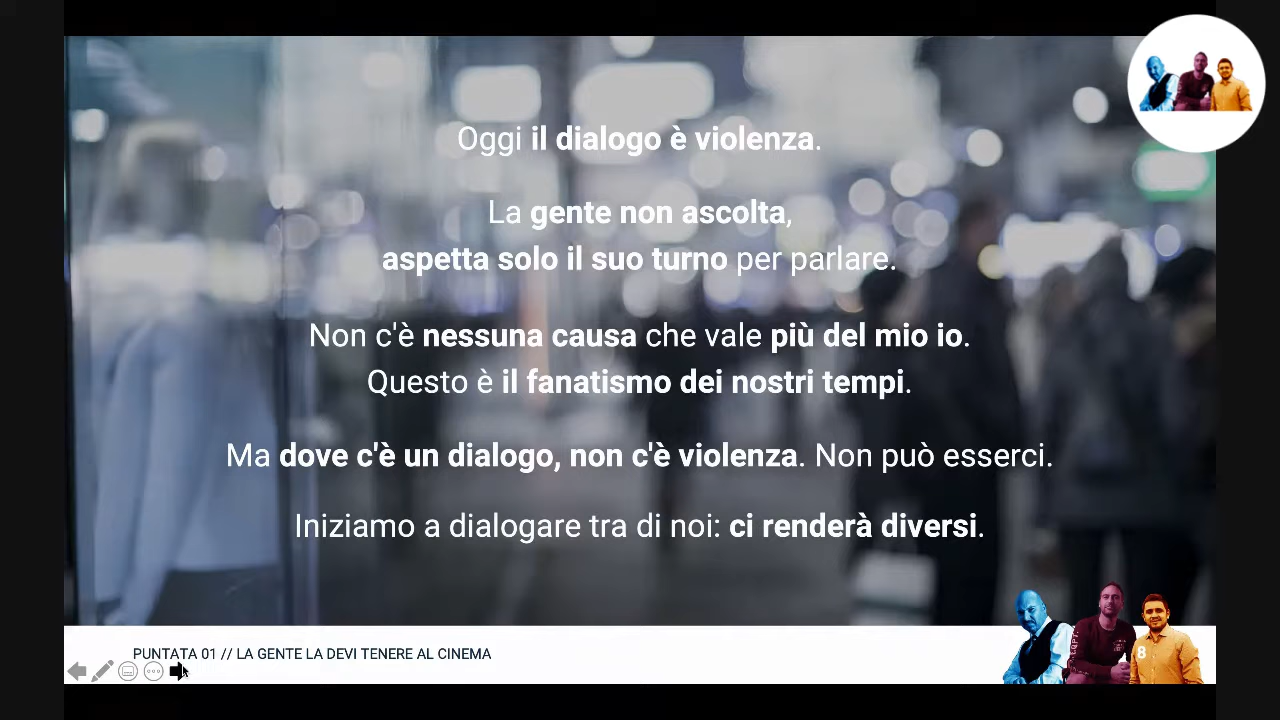 Oggi il dialogo è violenza.
La gente non ascolta,
aspetta solo il suo turno per parlare.
Non c'è nessuna causa che vale più del mio io.
Questo è il fanatismo dei nostri tempi.
Ma dove c'è un dialogo, non c'è violenza. Non può esserci.
Iniziamo a dialogare tra di noi: ci renderà diversi.
PUNTATA 01 // LA GENTE LA DEVI TENERE AL CINEMA
8